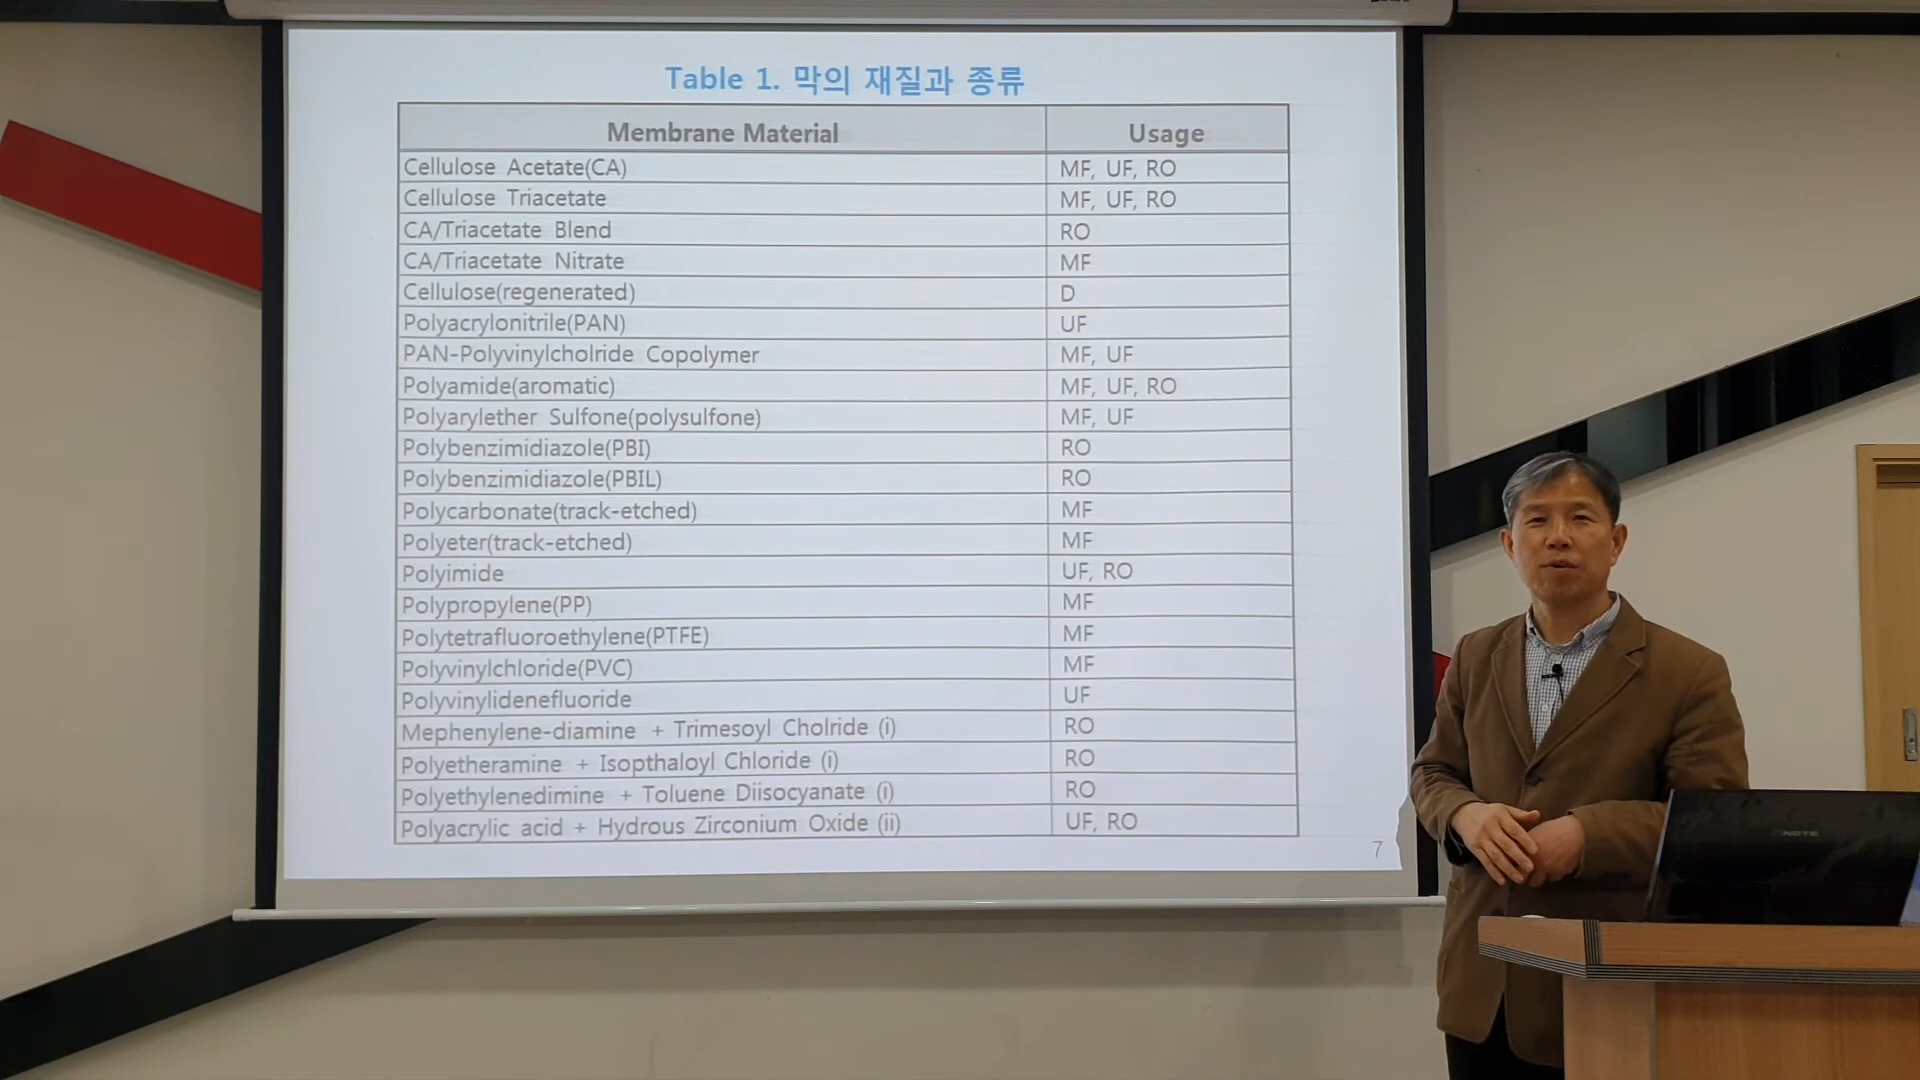 Table 1. 막의 재질과 종류
Membrane Material Usage
Cellulose Acetate(CA) MF, UF, RO
Cellulose Triacetate MF, UF, RO
CA/Triacetate Blend RO
CA/Triacetate Nitrate MF
Cellulose(regenerated) D
Polyacrylonitrile(PAN) UF
PAN-Polyvinylcholride Copolymer MF, UF
Polyamide(aromatic) MF, UF, RO
Polyarylether Sulfone(polysulfone) MF, UF
Polybenzimidiazole(PBI) RO
Polybenzimidiazole(PBIL) RO
Polycarbonate(track-etched) MF
Polyeter(track-etched) MF
Polyimide UF, RO
Polypropylene(PP) MF
Polytetrafluoroethylene(PTFE) MF
Polyvinylchloride(PVC) MF
Polyvinylidenefluoride UF
Mephenylene-diamine + Trimesoyl Cholride (i) RO
Polyetheramine + Isopthaloyl Chloride (i) RO
Polyethylenedimine + Toluene Diisocyanate (i) RO
Polyacrylic acid + Hydrous Zirconium Oxide (ii) UF, RO
7
XNOTE